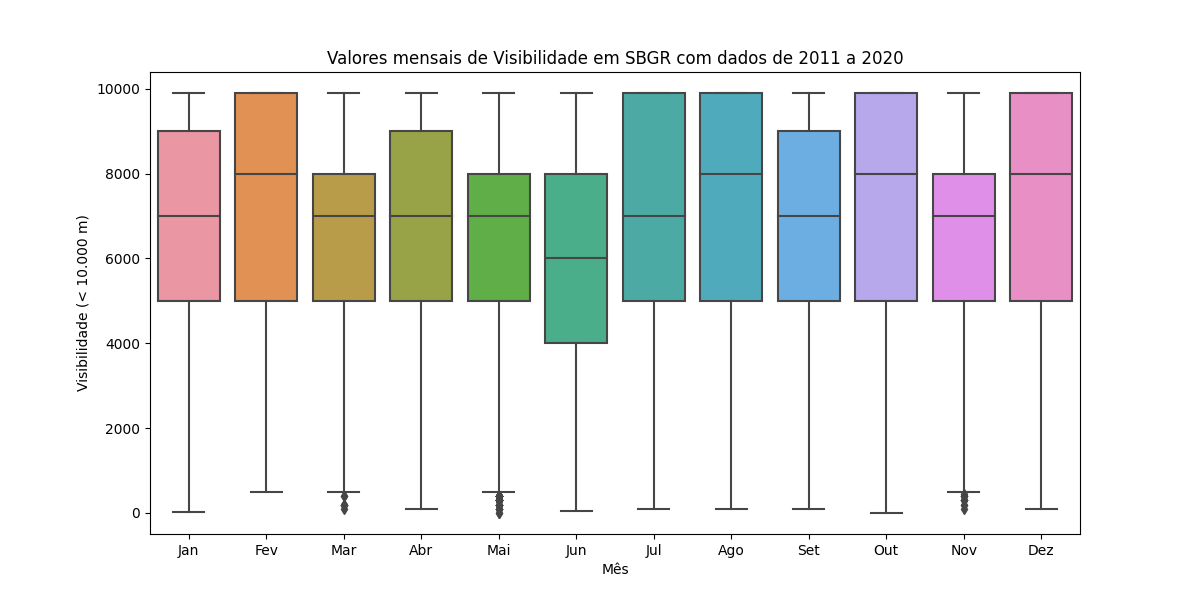 Valores mensais de Visibilidade em SBGR com dados de 2011 a 2020
Visibilidade (< 10.000 m)
10000
8000
6000
4000
2000
0
Jan Fev Mar Abr Mai Jun Jul Ago Set Out Nov Dez
Mês